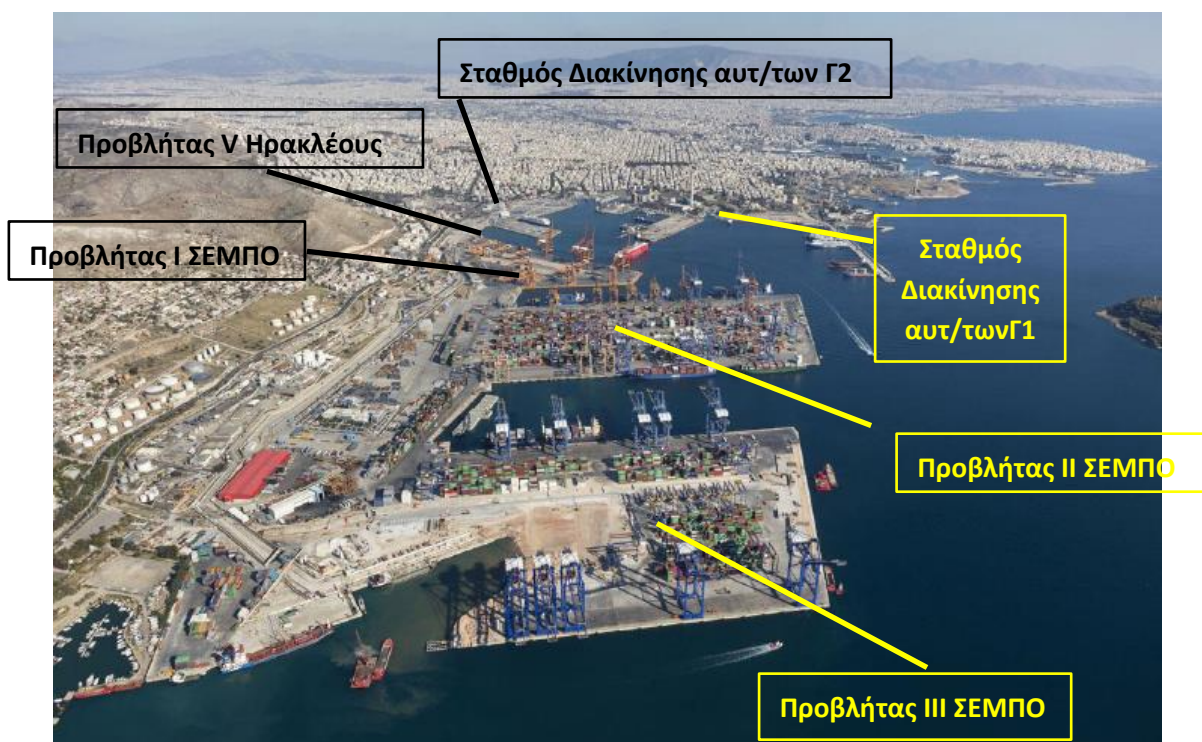 Σταθμός Διακίνησης αυτ/των Γ2
Προβλήτας V Ηρακλέους
Προβλήτας Ι ΣΕΜΠΟ
Σταθμός
Διακίνησης
αυτ/τωνΓ1
Προβλήτας ΙΙ ΣΕΜΠΟ
Προβλήτας ΙΙΙ ΣΕΜΠΟ